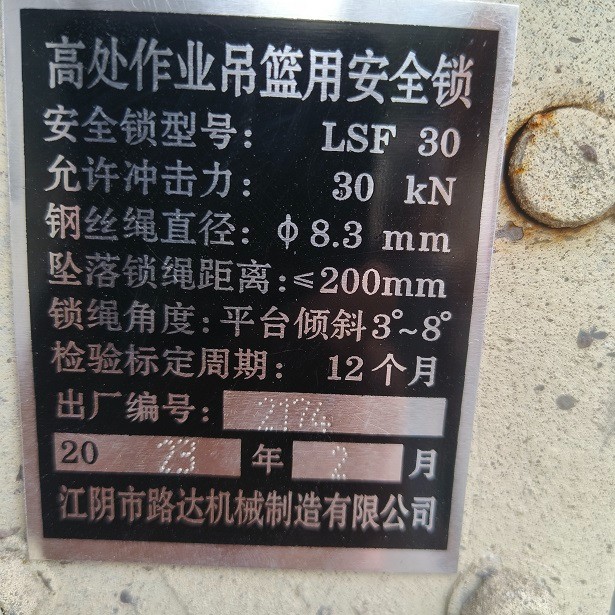 高处作业吊篮用安全锁
安全锁型号: LSF 30
允许冲击力: 30 kN
钢丝绳直径: ф8.3 mm
坠落锁绳距离:≤200mm
锁绳角度:平台倾斜3°~8°
检验标定周期: 12个月
出厂编号: 2174
20 23 年 2 月
江阴市路达机械制造有限公司